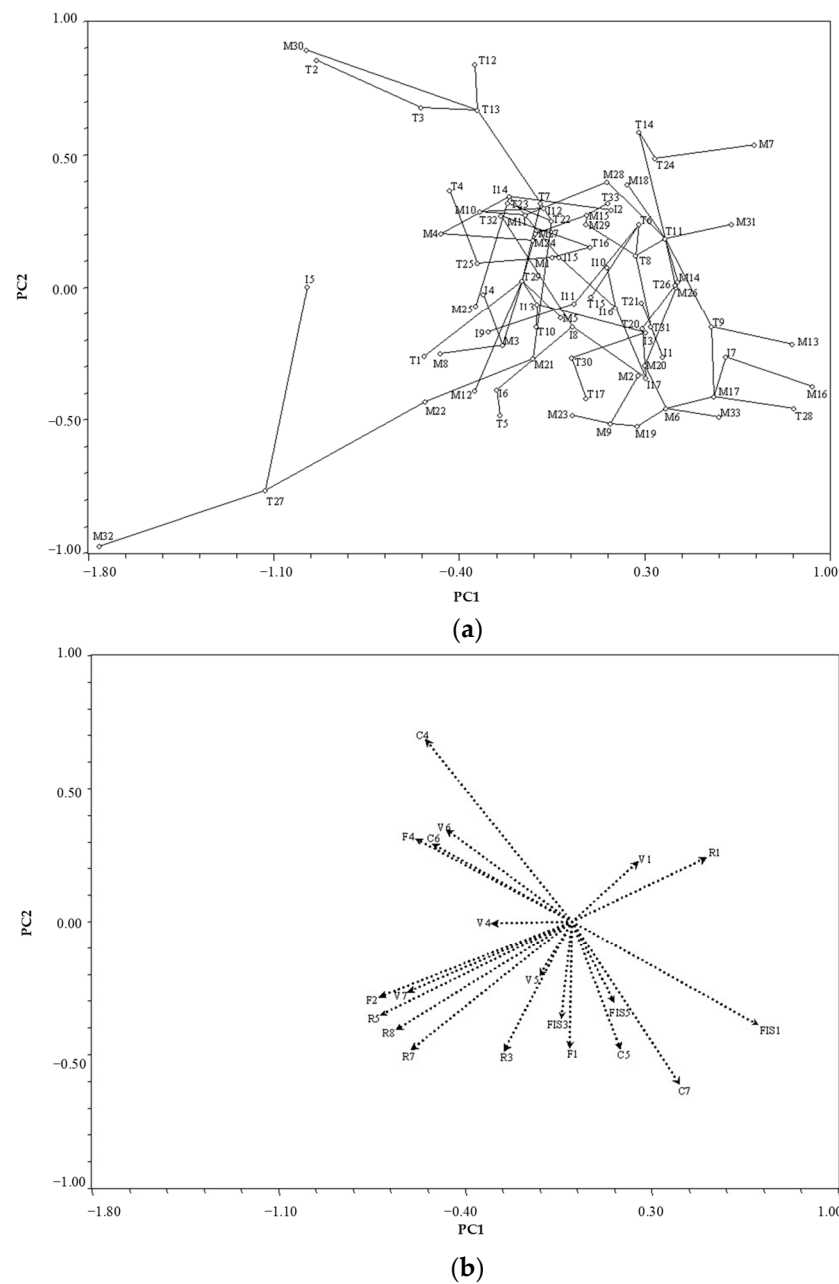 1.00
M30
T2
T12
T3
T13
T14
T24
M7
0.50
M28
M18
T4
I14
T7
T33
T23
I12
M10
M11
T22
M15
I2
T32
M29
T6
T11
M31
M4
M27
M24
T16
T25
M1
I15
I10
T8
I5
T29
M14
T26
M26
0.00
PC2
I4
M25
I13
I11
T15
I16
T21
I9
M5
T20
T31
T9
T10
I8
I3
M13
T1
M8
M3
M21
T30
M20
I1
I7
M2
I17
M12
I6
T17
M17
M16
M22
T5
M23
M9
M19
M6
M33
T28
−0.50
T27
M32
−1.00
−1.80
−1.10
−0.40
0.30
1.00
PC1
(a)
1.00
C4
0.50
F4
C6
V6
V1
R1
V4
0.00
PC2
F2
V7
V5
R5
FIS3
FIS5
FIS1
R8
R7
R3
F1
C5
C7
−0.50
−1.00
−1.80
−1.10
−0.40
0.30
1.00
PC1
(b)